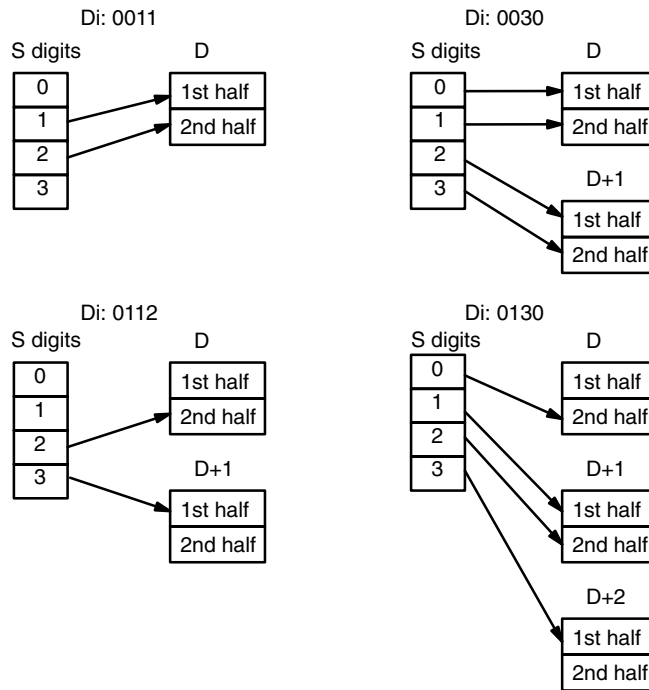 Di: 0011
S digits D
0
1
2
3
1st half
2nd half
Di: 0030
S digits D
0
1
2
3
1st half
2nd half
D+1
1st half
2nd half
Di: 0112
S digits D
0
1
2
3
1st half
2nd half
D+1
1st half
2nd half
Di: 0130
S digits D
0
1
2
3
1st half
2nd half
D+1
1st half
2nd half
D+2
1st half
2nd half